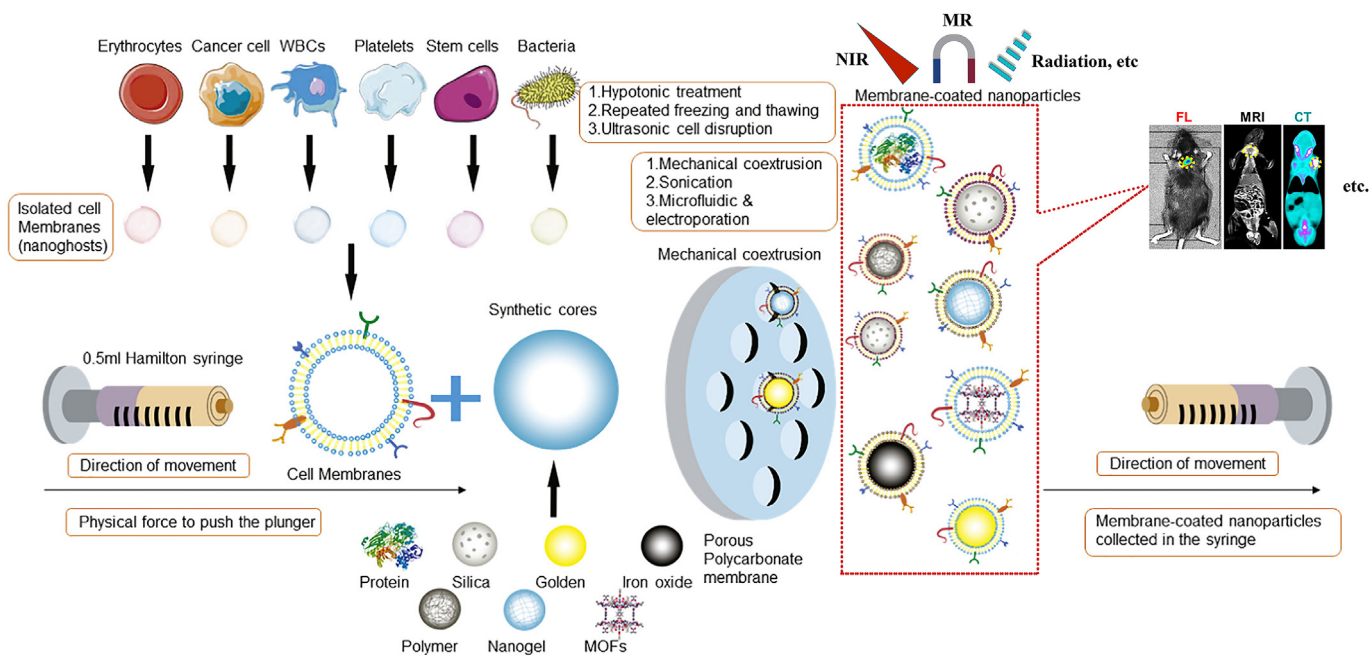 Erythrocytes
Cancer cell
WBCs
Platelets
Stem cells
Bacteria
NIR
MR
Radiation, etc
1.Hypotonic treatment
2.Repeated freezing and thawing
3.Ultrasonic cell disruption
Membrane-coated nanoparticles
FL
MRI
CT
etc.
1.Mechanical coextrusion
2.Sonication
3.Microfluidic &
electroporation
Isolated cell
Membranes
(nanoghosts)
Mechanical coextrusion
Synthetic cores
0.5ml Hamilton syringe
Cell Membranes
Direction of movement
Physical force to push the plunger
Direction of movement
Membrane-coated nanoparticles
collected in the syringe
Porous
Polycarbonate
membrane
Protein
Silica
Golden
Iron oxide
Polymer
Nanogel
MOFs